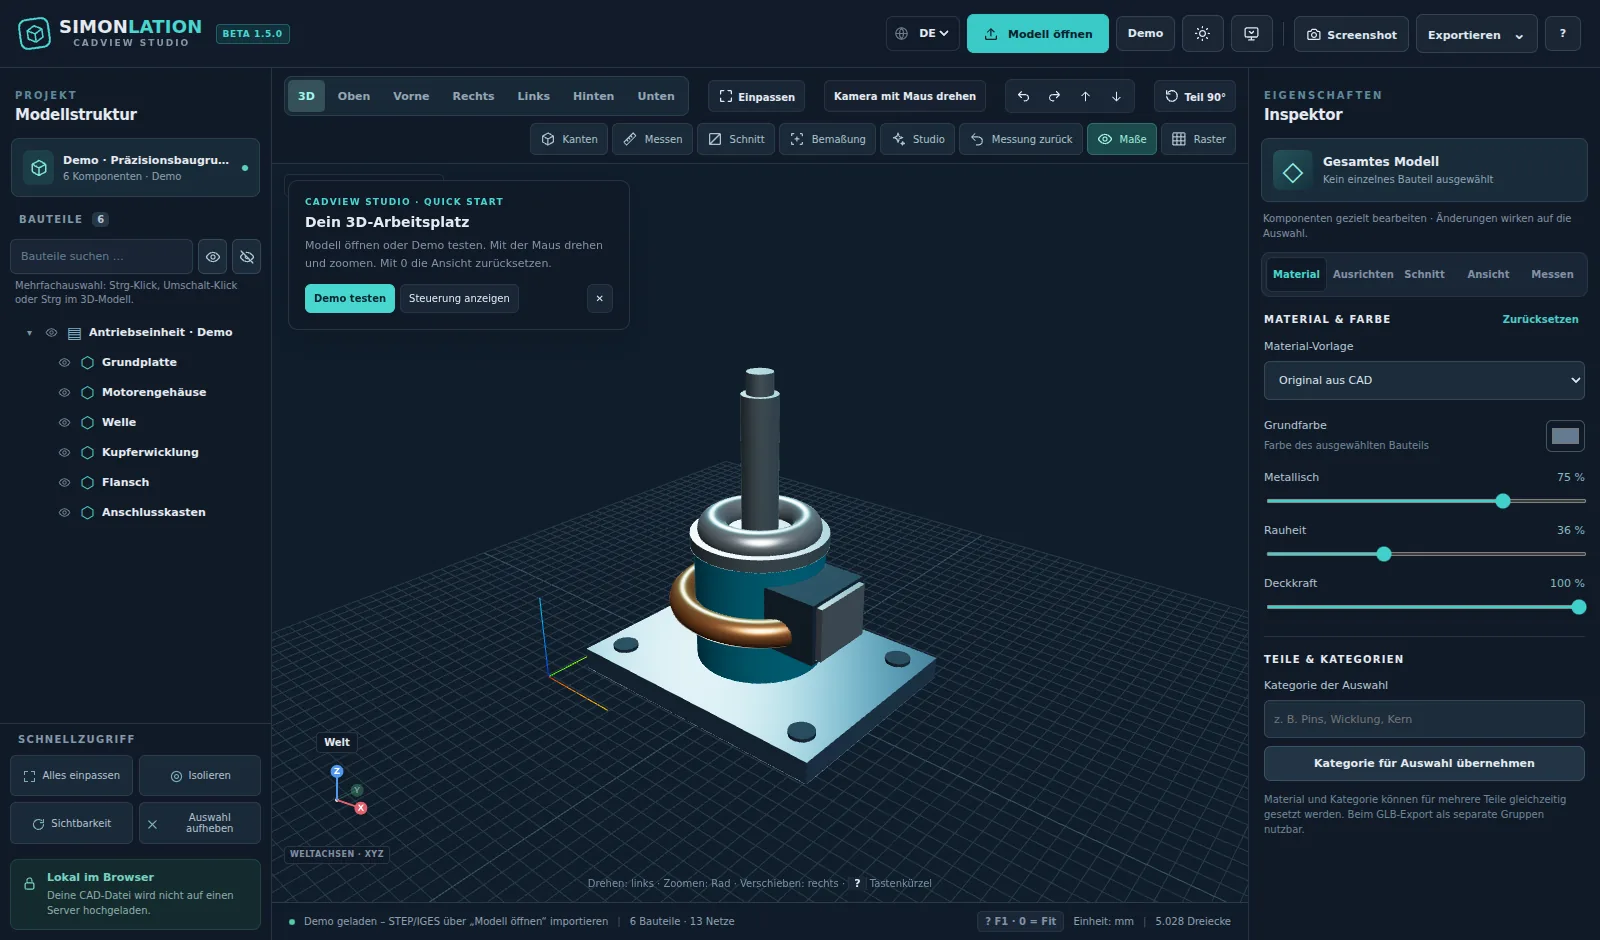 SIMONLATION
CADVIEW STUDIO
BETA 1.5.0
DE
Modell öffnen
Demo
Screenshot
Exportieren
?
PROJEKT
Modellstruktur
Demo · Präzisionsbaugru...
6 Komponenten · Demo
BAUTEILE 6
Bauteile suchen ...
Mehrfachauswahl: Strg-Klick, Umschalt-Klick
oder Strg im 3D-Modell.
Antriebseinheit · Demo
Grundplatte
Motorengehäuse
Welle
Kupferwicklung
Flansch
Anschlusskasten
SCHNELLZUGRIFF
Alles einpassen
Isolieren
Sichtbarkeit
Auswahl
aufheben
Lokal im Browser
Deine CAD-Datei wird nicht auf einen
Server hochgeladen.
3D Oben Vorne Rechts Links Hinten Unten
Einpassen
Kamera mit Maus drehen
Teil 90°
Kanten
Messen
Schnitt
Bemaßung
Studio
Messung zurück
Maße
Raster
CADVIEW STUDIO · QUICK START
Dein 3D-Arbeitsplatz
Modell öffnen oder Demo testen. Mit der Maus drehen
und zoomen. Mit 0 die Ansicht zurücksetzen.
Demo testen
Steuerung anzeigen
×
Welt
Z
Y
X
WELTACHSEN · XYZ
Drehen: links · Zoomen: Rad · Verschieben: rechts · ? Tastenkürzel
Demo geladen – STEP/IGES über „Modell öffnen“ importieren | 6 Bauteile · 13 Netze
? F1 · 0 = Fit Einheit: mm | 5.028 Dreiecke
EIGENSCHAFTEN
Inspektor
Gesamtes Modell
Kein einzelnes Bauteil ausgewählt
Komponenten gezielt bearbeiten · Änderungen wirken auf die
Auswahl.
Material Ausrichten Schnitt Ansicht Messen
MATERIAL & FARBE Zurücksetzen
Material-Vorlage
Original aus CAD
Grundfarbe
Farbe des ausgewählten Bauteils
Metallisch 75 %
Rauheit 36 %
Deckkraft 100 %
TEILE & KATEGORIEN
Kategorie der Auswahl
z. B. Pins, Wicklung, Kern
Kategorie für Auswahl übernehmen
Material und Kategorie können für mehrere Teile gleichzeitig
gesetzt werden. Beim GLB-Export als separate Gruppen
nutzbar.